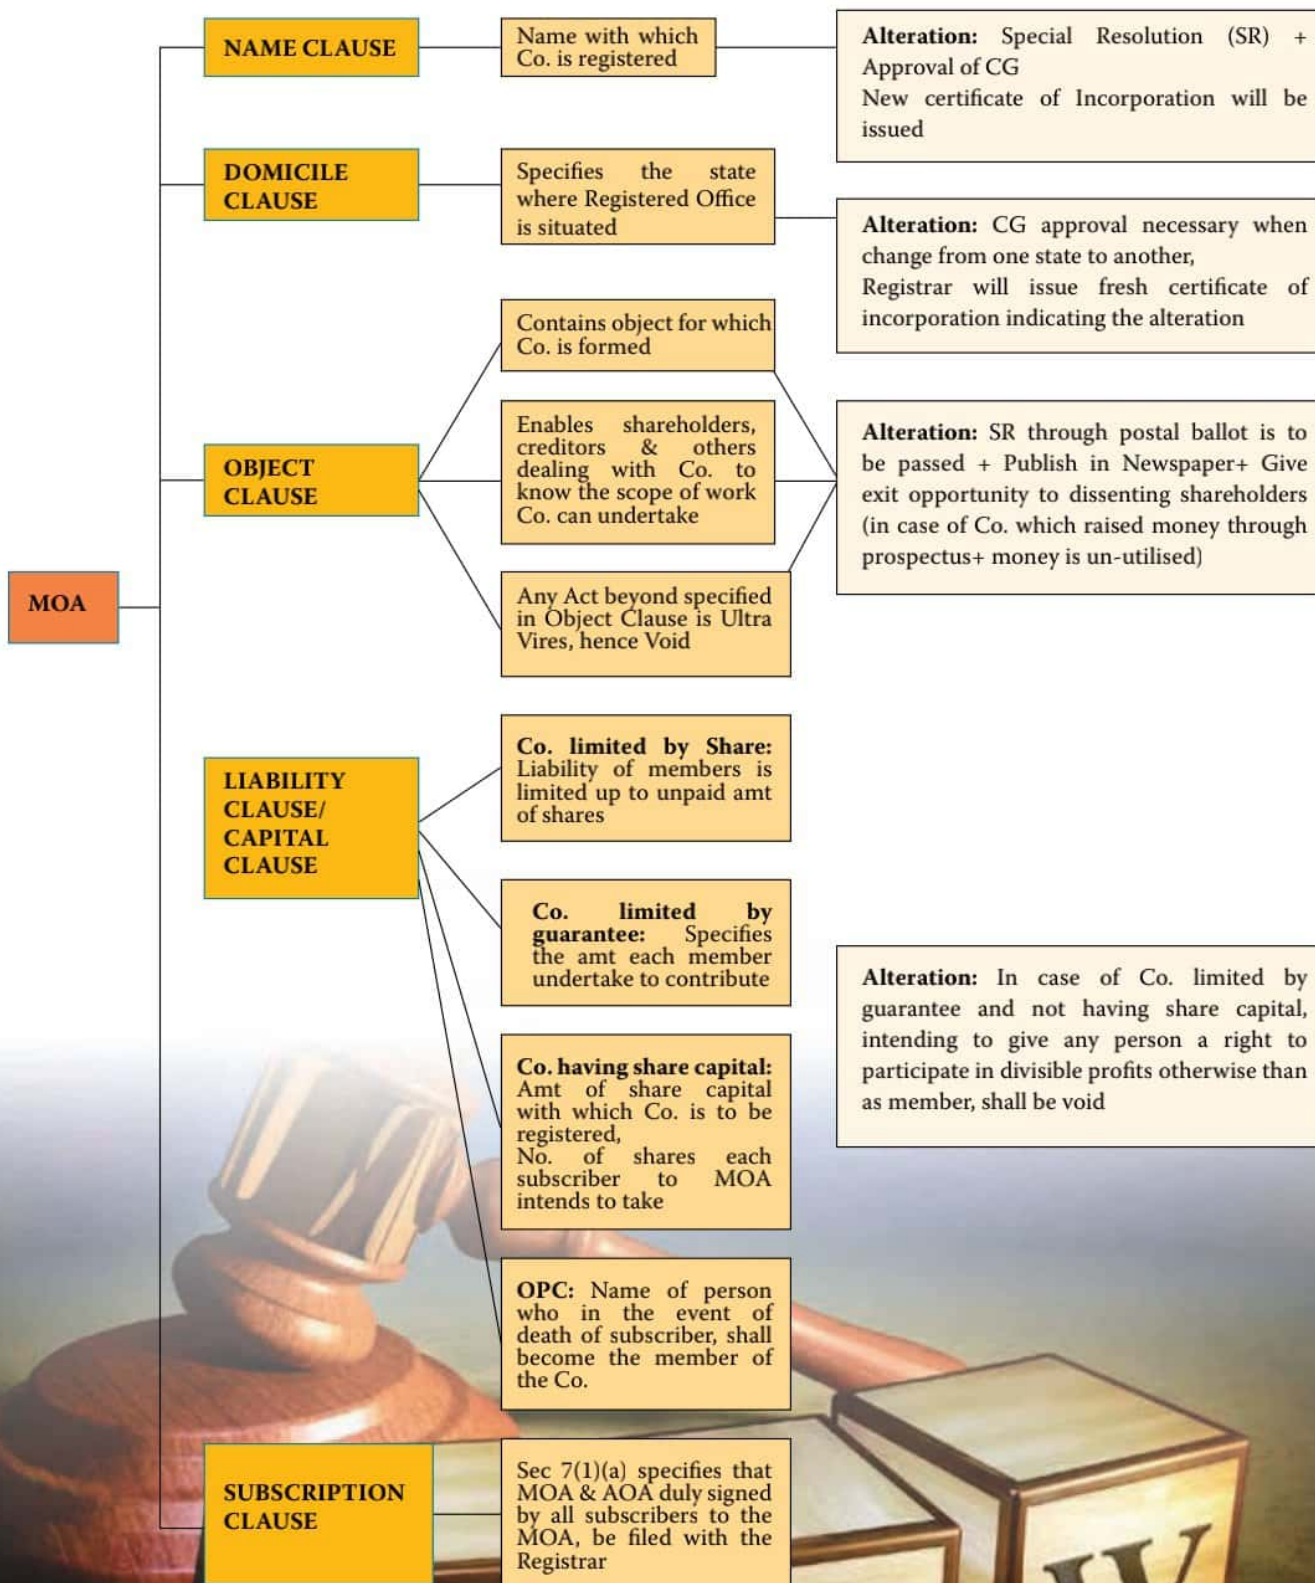 MOA
NAME CLAUSE
Name with which
Co. is registered
Alteration: Special Resolution (SR) +
Approval of CG
New certificate of Incorporation will be
issued
DOMICILE
CLAUSE
Specifies the state
where Registered Office
is situated
Alteration: CG approval necessary when
change from one state to another,
Registrar will issue fresh certificate of
incorporation indicating the alteration
OBJECT
CLAUSE
Contains object for which
Co. is formed
Enables shareholders,
creditors & others
dealing with Co. to
know the scope of work
Co. can undertake
Any Act beyond specified
in Object Clause is Ultra
Vires, hence Void
Alteration: SR through postal ballot is to
be passed + Publish in Newspaper+ Give
exit opportunity to dissenting shareholders
(in case of Co. which raised money through
prospectus+ money is un-utilised)
LIABILITY
CLAUSE/
CAPITAL
CLAUSE
Co. limited by Share:
Liability of members is
limited up to unpaid amt
of shares
Co. limited by
guarantee: Specifies
the amt each member
undertake to contribute
Co. having share capital:
Amt of share capital
with which Co. is to be
registered,
No. of shares each
subscriber to MOA
intends to take
OPC: Name of person
who in the event of
death of subscriber, shall
become the member of
the Co.
Alteration: In case of Co. limited by
guarantee and not having share capital,
intending to give any person a right to
participate in divisible profits otherwise than
as member, shall be void
SUBSCRIPTION
CLAUSE
Sec 7(1)(a) specifies that
MOA & AOA duly signed
by all subscribers to the
MOA, be filed with the
Registrar
W